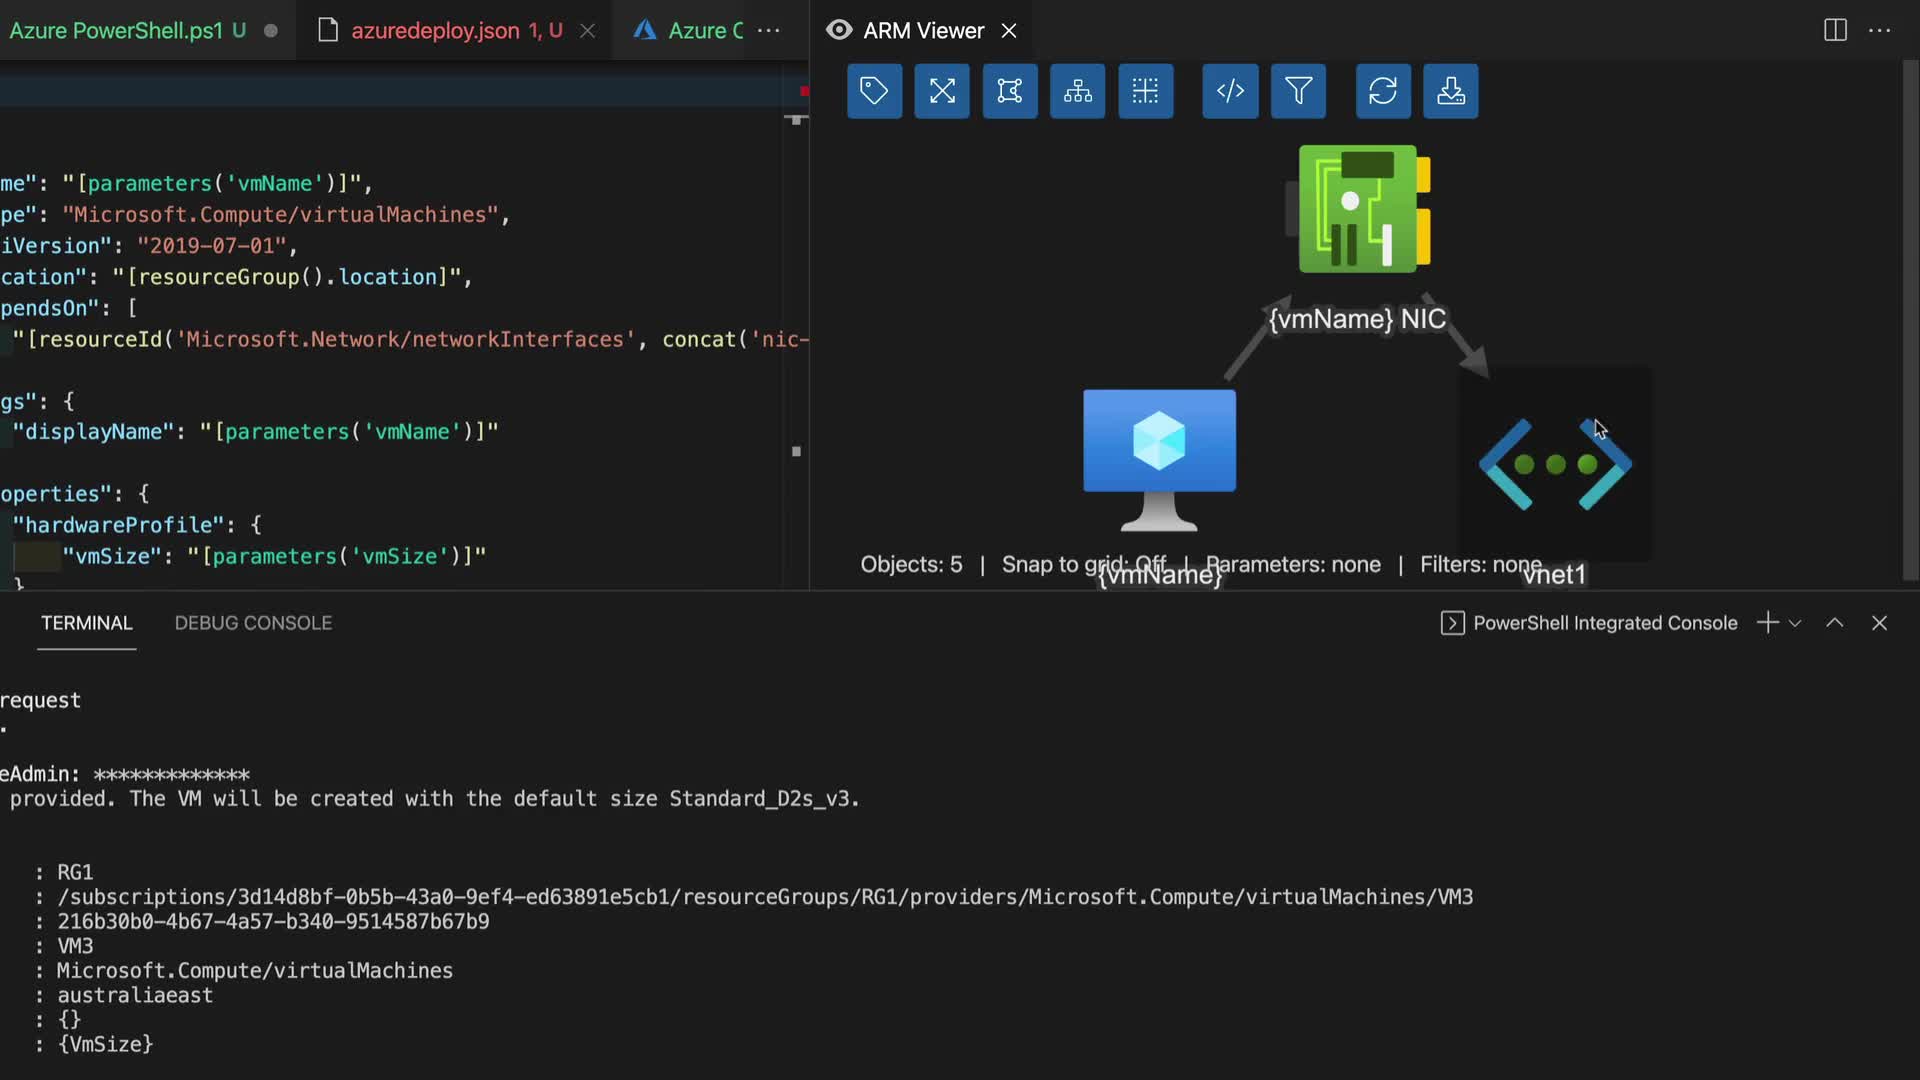 Azure PowerShell.ps1 U
azuredeploy.json 1, U
Azure C
ARM Viewer
me": "[parameters('vmName')]",
pe": "Microsoft.Compute/virtualMachines",
iVersion": "2019-07-01",
cation": "[resourceGroup().location]",
pendsOn": [
"[resourceId('Microsoft.Network/networkInterfaces', concat('nic-
gs": {
"displayName": "[parameters('vmName')]"
operties": {
"hardwareProfile": {
"vmSize": "[parameters('vmSize')]"
}
{vmName} NIC
Objects: 5 | Snap to grid: Off | Parameters: none | Filters: none
{vmName}
vnet1
TERMINAL
DEBUG CONSOLE
PowerShell Integrated Console
request
.
eAdmin: *************
provided. The VM will be created with the default size Standard_D2s_v3.
: RG1
: /subscriptions/3d14d8bf-0b5b-43a0-9ef4-ed63891e5cb1/resourceGroups/RG1/providers/Microsoft.Compute/virtualMachines/VM3
: 216b30b0-4b67-4a57-b340-9514587b67b9
: VM3
: Microsoft.Compute/virtualMachines
: australiaeast
: {}
: {VmSize}